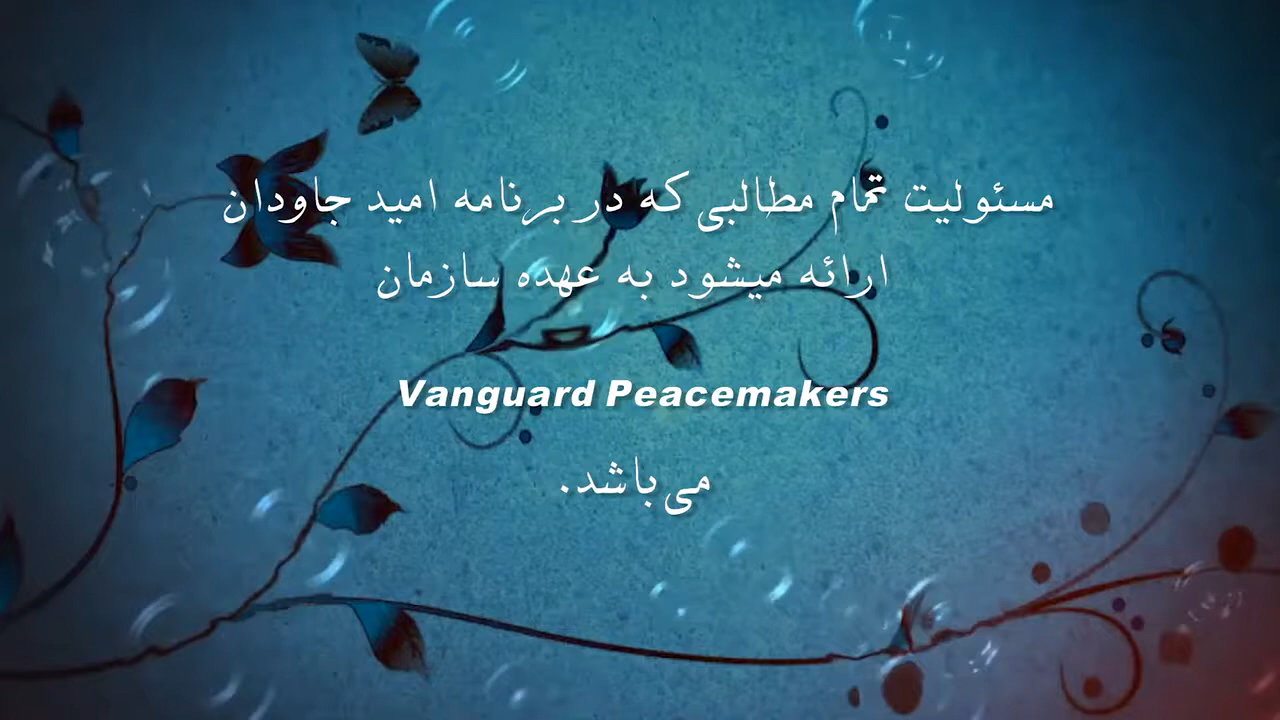 مسئولیت تمام مطالبی که در برنامه امید جاودان
ارائه میشود به عهده سازمان
Vanguard Peacemakers
می‌باشد.